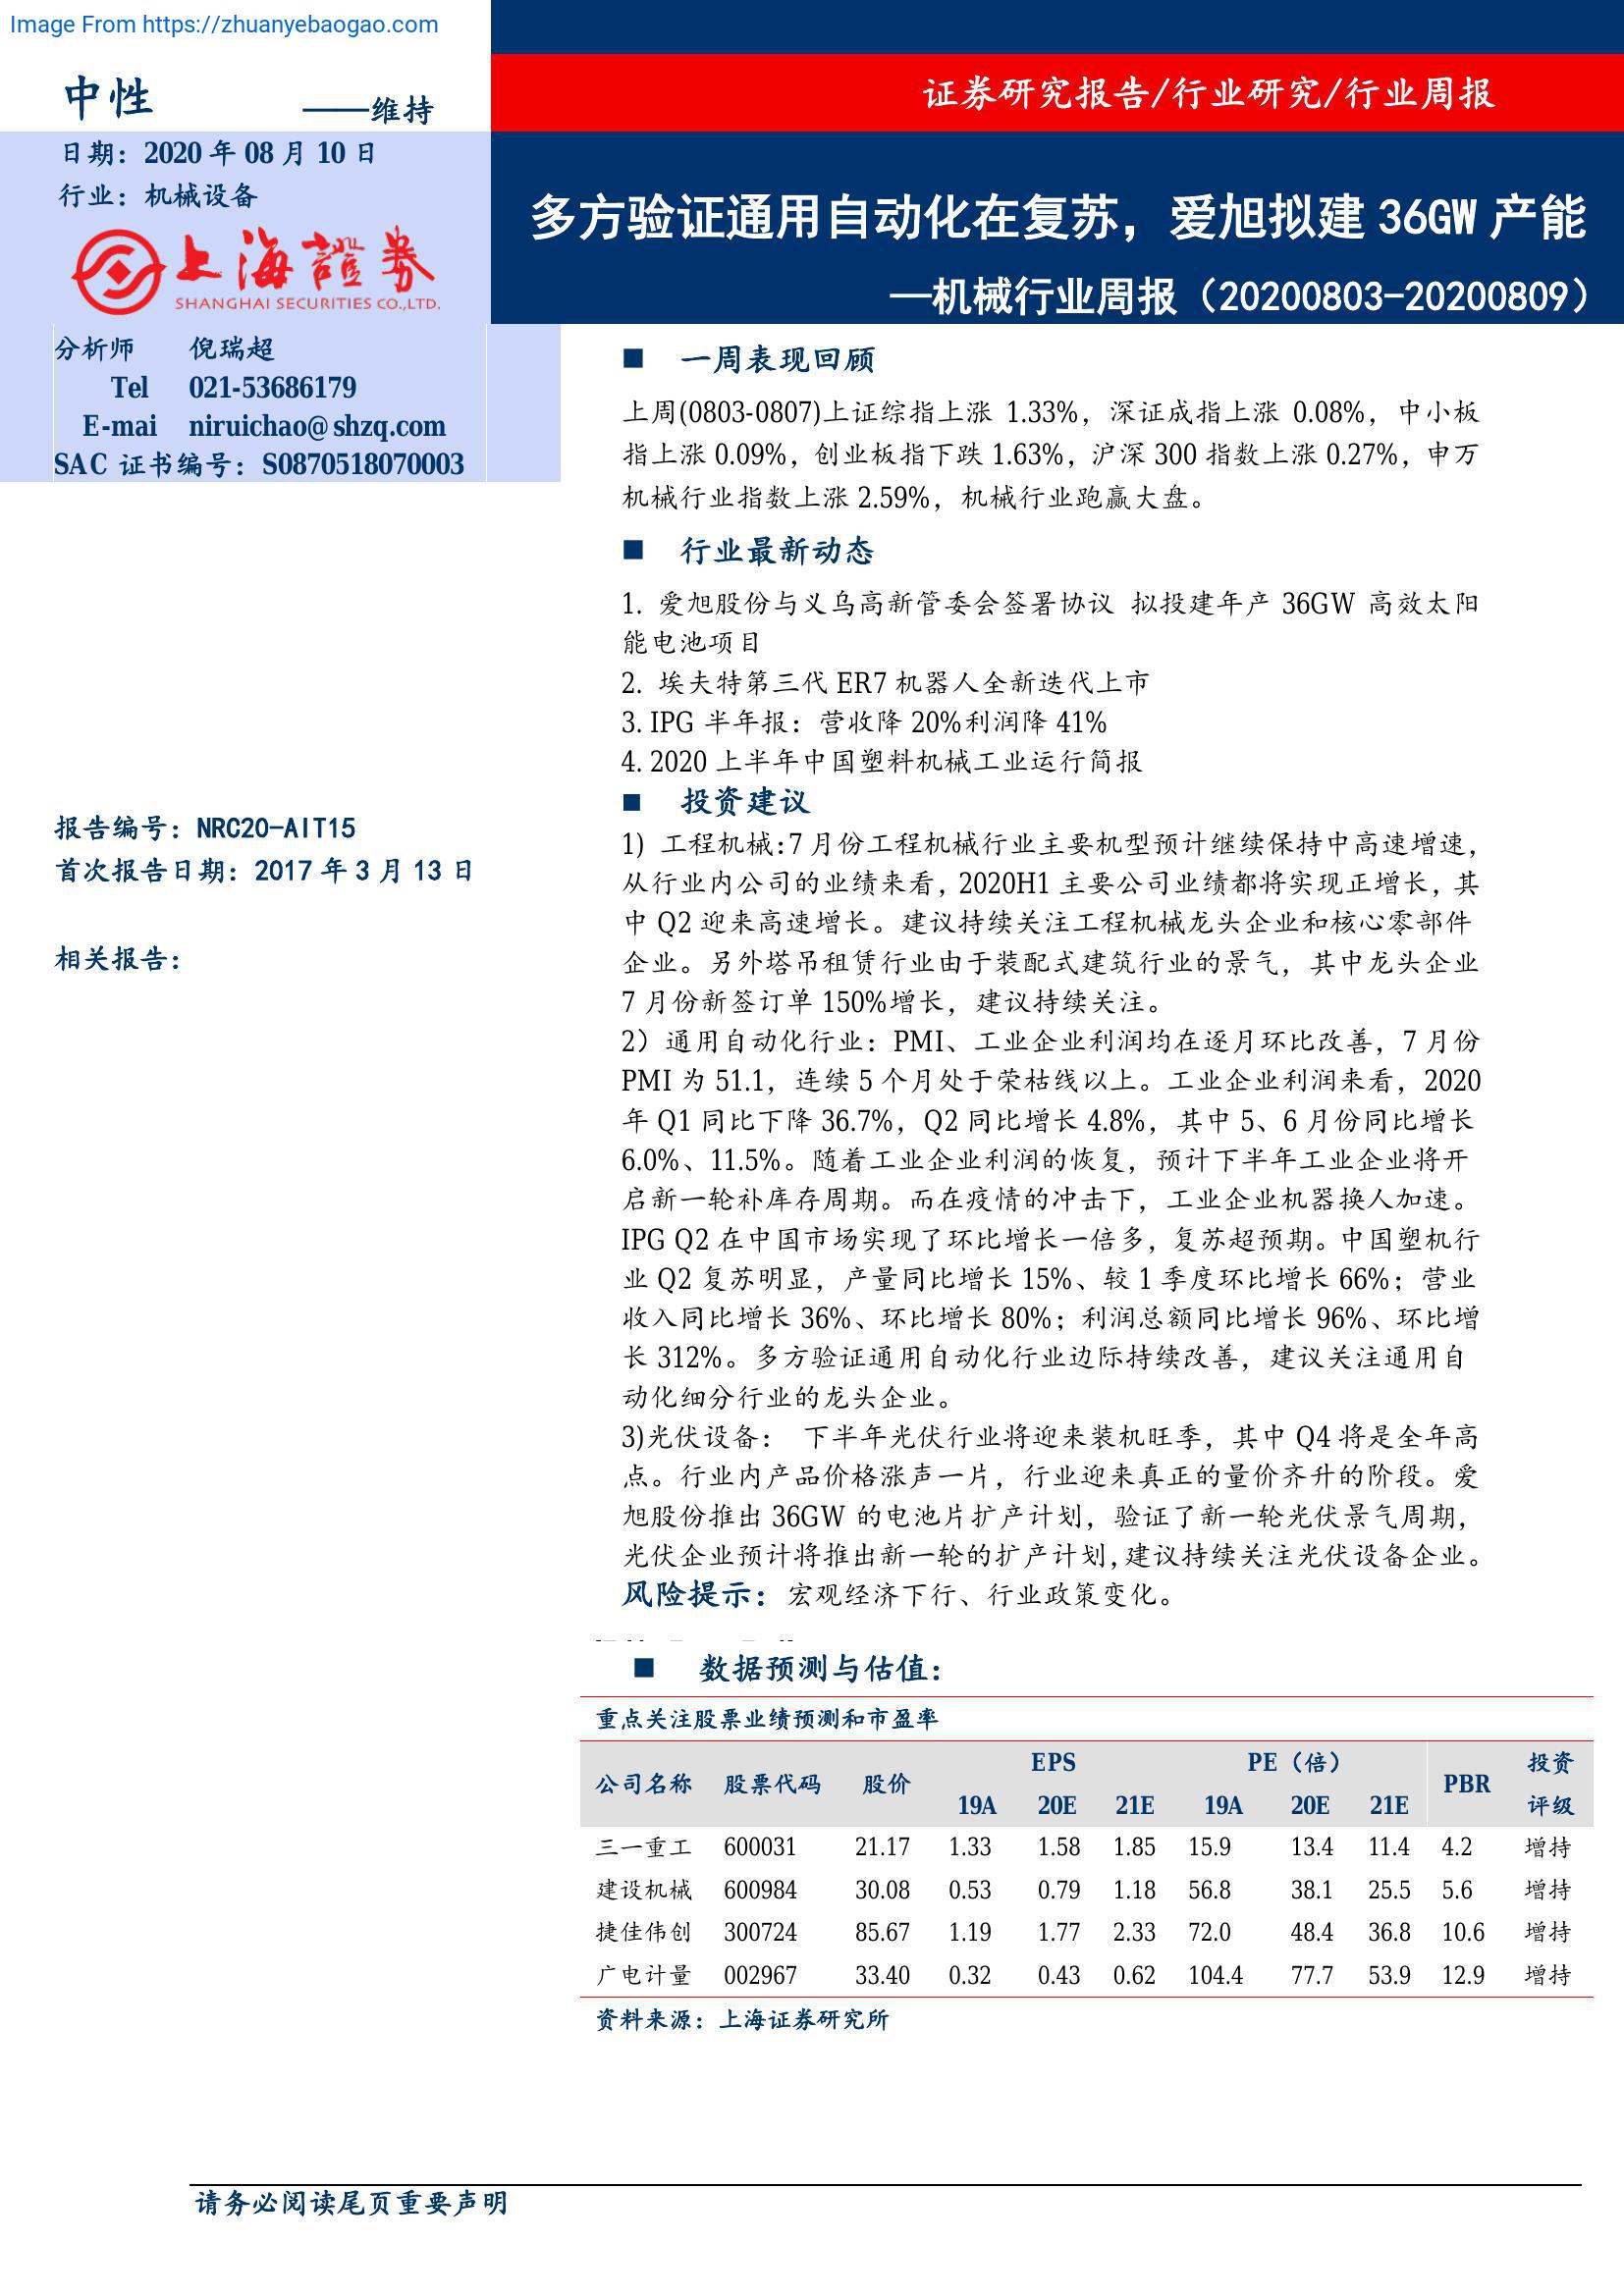 Image From https://zhuanyebaogao.com
中性 ——维持
证券研究报告/行业研究/行业周报
日期：2020 年 08 月 10 日
行业：机械设备
上海證券
SHANGHAI SECURITIES CO.,LTD.
多方验证通用自动化在复苏，爱旭拟建 36GW 产能
—机械行业周报（20200803-20200809）
分析师 倪瑞超
Tel 021-53686179
E-mai niruichao@shzq.com
SAC 证书编号：S0870518070003
报告编号：NRC20-AIT15
首次报告日期：2017 年 3 月 13 日
相关报告：
■ 一周表现回顾
上周(0803-0807)上证综指上涨 1.33%，深证成指上涨 0.08%，中小板
指上涨 0.09%，创业板指下跌 1.63%，沪深 300 指数上涨 0.27%，申万
机械行业指数上涨 2.59%，机械行业跑赢大盘。
■ 行业最新动态
1. 爱旭股份与义乌高新管委会签署协议 拟投建年产 36GW 高效太阳
能电池项目
2. 埃夫特第三代 ER7 机器人全新迭代上市
3. IPG 半年报：营收降 20%利润降 41%
4. 2020 上半年中国塑料机械工业运行简报
■ 投资建议
1) 工程机械:7 月份工程机械行业主要机型预计继续保持中高速增速，
从行业内公司的业绩来看，2020H1 主要公司业绩都将实现正增长，其
中 Q2 迎来高速增长。建议持续关注工程机械龙头企业和核心零部件
企业。另外塔吊租赁行业由于装配式建筑行业的景气，其中龙头企业
7 月份新签订单 150%增长，建议持续关注。
2）通用自动化行业：PMI、工业企业利润均在逐月环比改善，7 月份
PMI 为 51.1，连续 5 个月处于荣枯线以上。工业企业利润来看，2020
年 Q1 同比下降 36.7%，Q2 同比增长 4.8%，其中 5、6 月份同比增长
6.0%、11.5%。随着工业企业利润的恢复，预计下半年工业企业将开
启新一轮补库存周期。而在疫情的冲击下，工业企业机器换人加速。
IPG Q2 在中国市场实现了环比增长一倍多，复苏超预期。中国塑机行
业 Q2 复苏明显，产量同比增长 15%、较 1 季度环比增长 66%；营业
收入同比增长 36%、环比增长 80%；利润总额同比增长 96%、环比增
长 312%。多方验证通用自动化行业边际持续改善，建议关注通用自
动化细分行业的龙头企业。
3)光伏设备： 下半年光伏行业将迎来装机旺季，其中 Q4 将是全年高
点。行业内产品价格涨声一片，行业迎来真正的量价齐升的阶段。爱
旭股份推出 36GW 的电池片扩产计划，验证了新一轮光伏景气周期，
光伏企业预计将推出新一轮的扩产计划,建议持续关注光伏设备企业。
风险提示：宏观经济下行、行业政策变化。
■ 数据预测与估值：
重点关注股票业绩预测和市盈率
公司名称 股票代码 股价 EPS PE（倍） PBR 投资评级
19A 20E 21E 19A 20E 21E
三一重工 600031 21.17 1.33 1.58 1.85 15.9 13.4 11.4 4.2 增持
建设机械 600984 30.08 0.53 0.79 1.18 56.8 38.1 25.5 5.6 增持
捷佳伟创 300724 85.67 1.19 1.77 2.33 72.0 48.4 36.8 10.6 增持
广电计量 002967 33.40 0.32 0.43 0.62 104.4 77.7 53.9 12.9 增持
资料来源：上海证券研究所
请务必阅读尾页重要声明